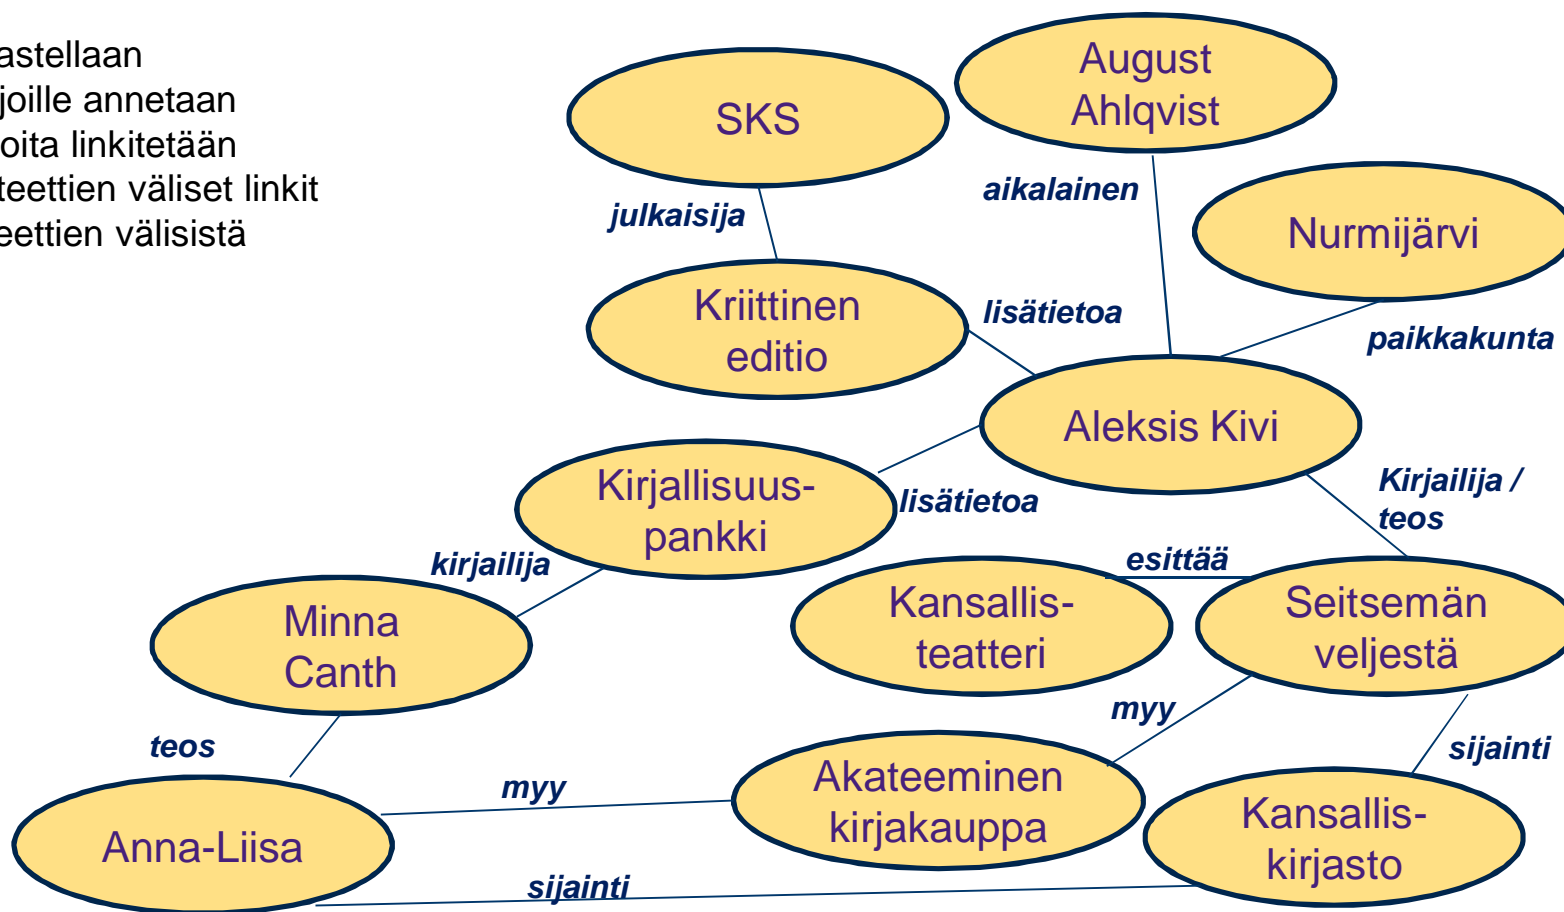 astellaan
joille annetaan
oita linkitetään
teettien väliset linkit
eettien välisistä
SKS
August
Ahlqvist
julkaisija
aikalainen
Nurmijärvi
Kriittinen
editio
lisätietoa
paikkakunta
Aleksis Kivi
Kirjallisuus-
pankki
lisätietoa
Kirjailija /
teos
kirjailija
esittää
Minna
Canth
Kansallis-
teatteri
Seitsemän
veljestä
teos
myy
sijainti
myy
Akateeminen
kirjakauppa
Anna-Liisa
Kansallis-
kirjasto
sijainti